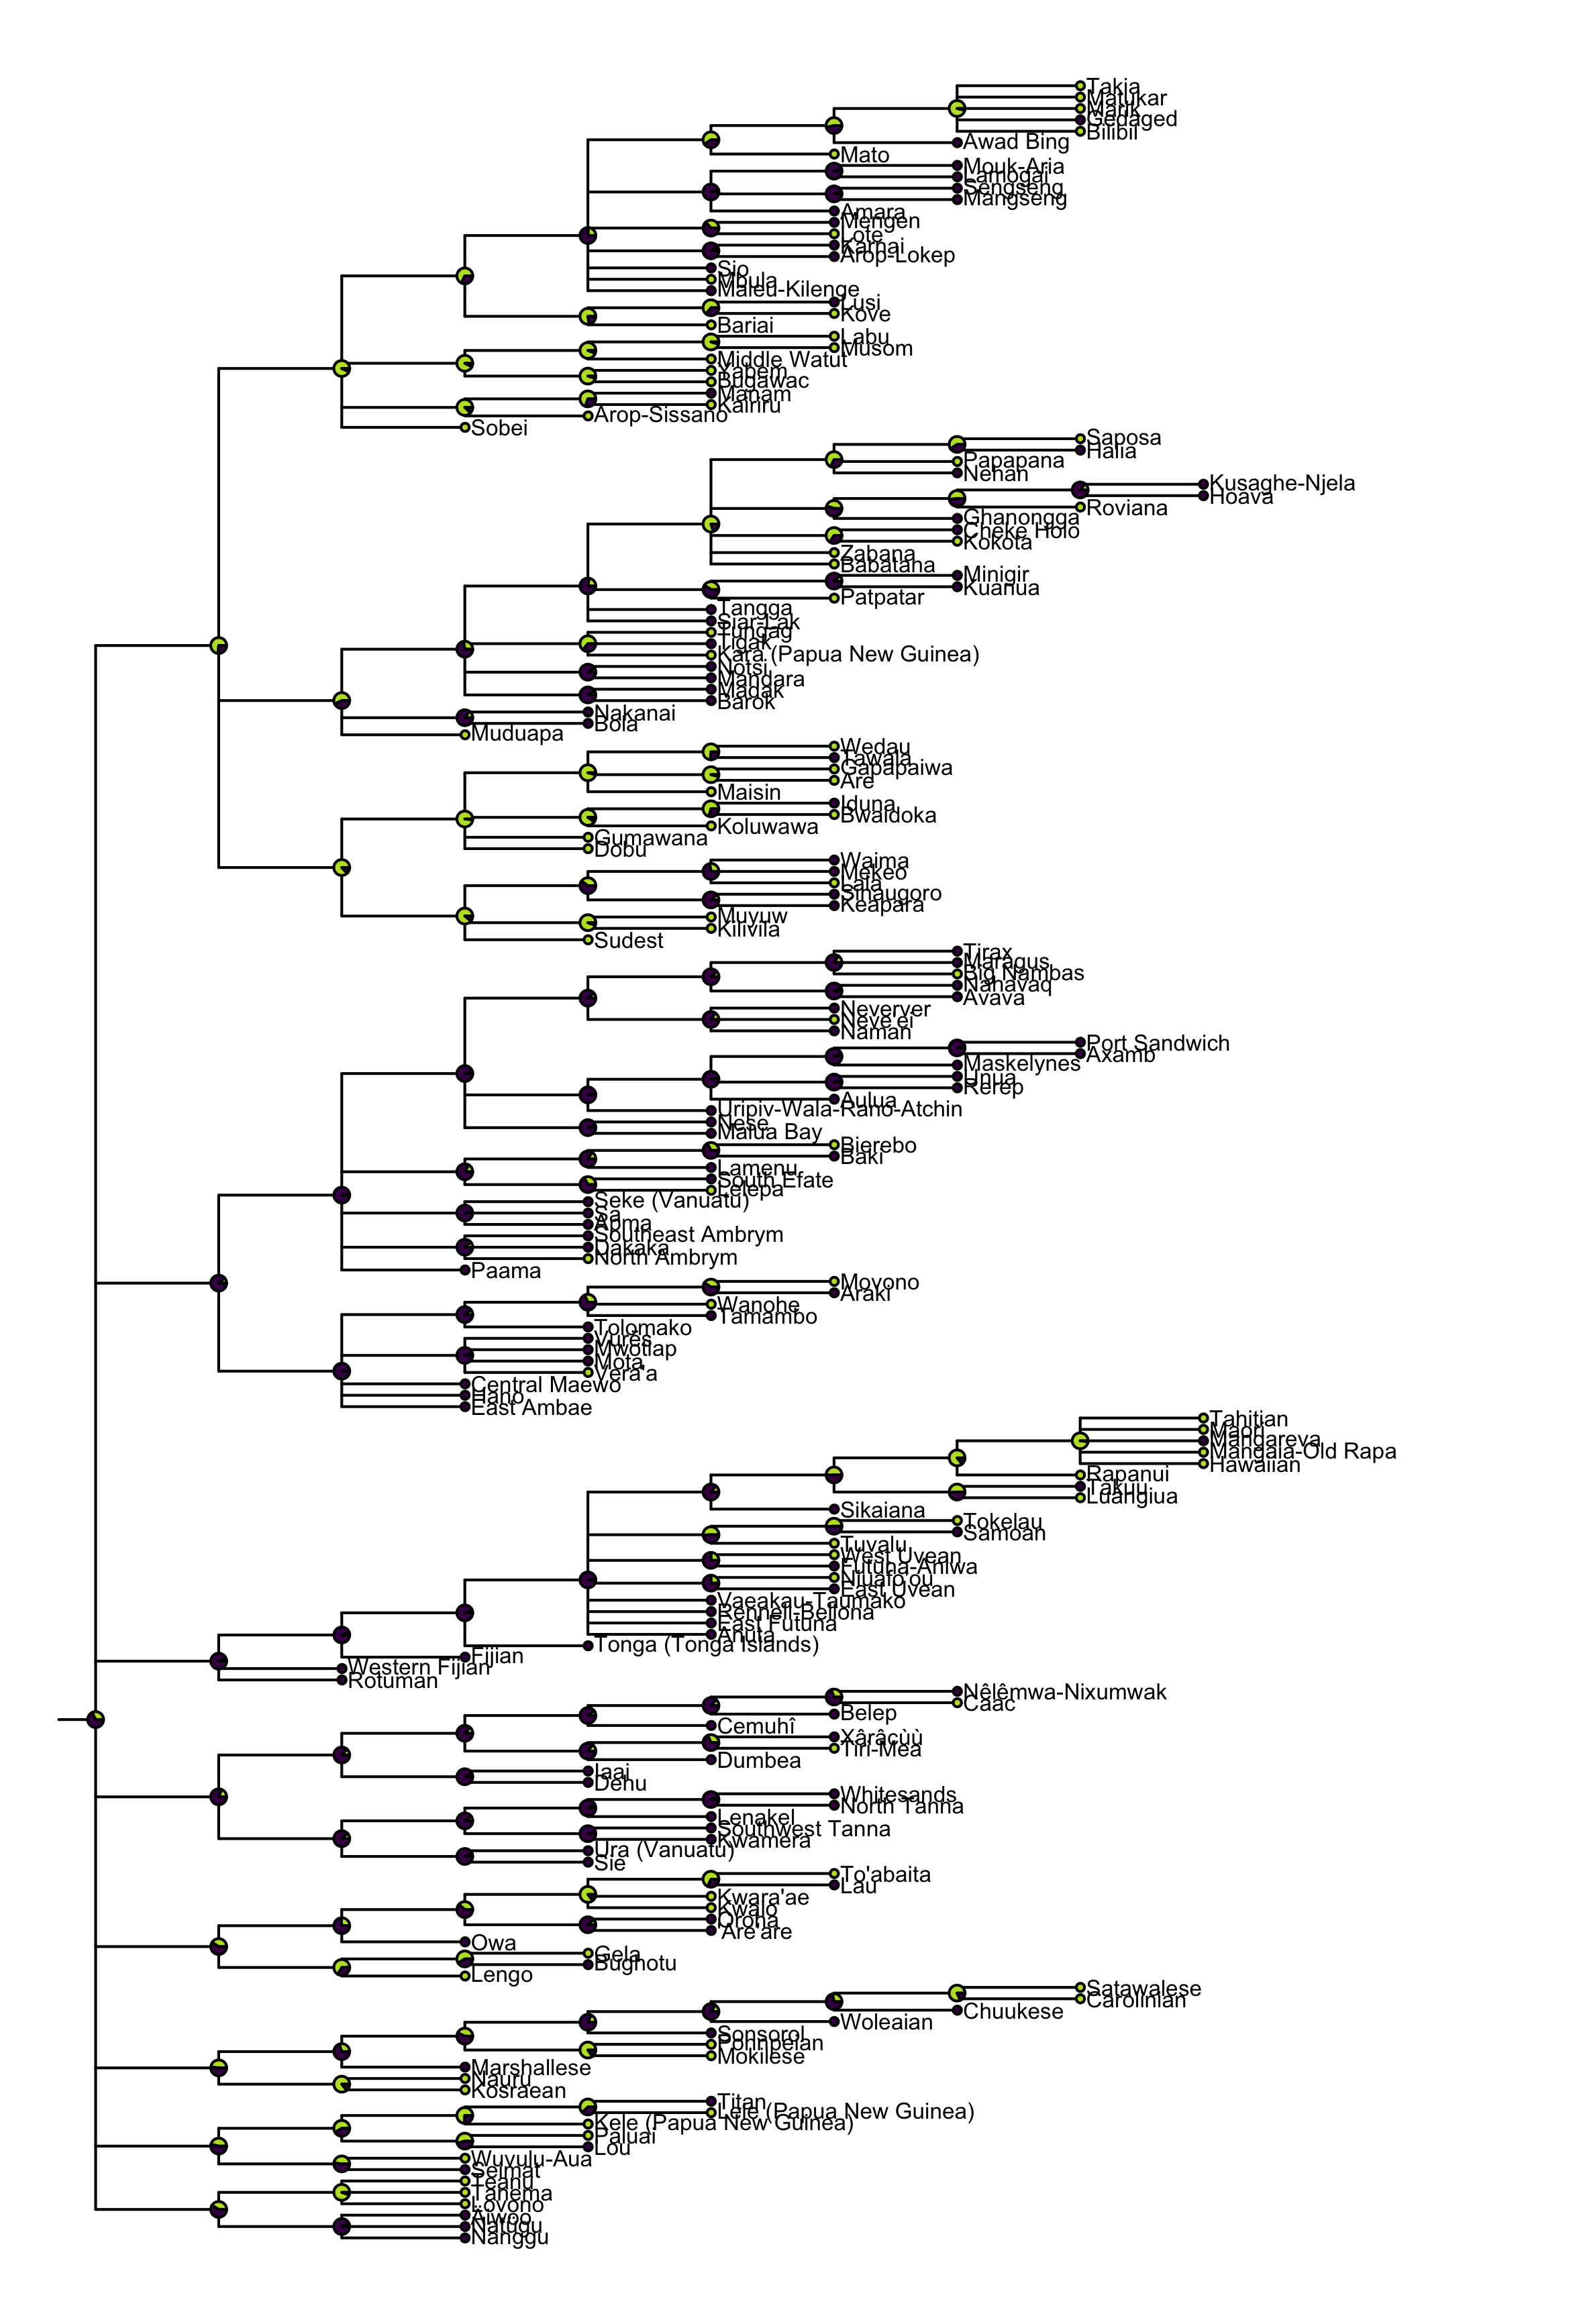 Takia
Matukar
Marik
Gedaged
Bilibil
Awad Bing
Mato
Mouk-Aria
Lamogai
Sengseng
Mangseng
Amara
Mengen
Lote
Karnai
Arop-Lokep
Sio
Mbula
Maleu-Kilenge
Lusi
Kove
Bariai
Labu
Musom
Middle Watut
Yabem
Bugawac
Manam
Kairiru
Arop-Sissano
Sobei
Saposa
Halia
Papapana
Nehan
Kusaghe-Njela
Hoava
Roviana
Ghanongga
Cheke Holo
Kokota
Zabana
Babatana
Minigir
Kuanua
Patpatar
Tangga
Siar-Lak
Tungag
Tigak
Kara (Papua New Guinea)
Notsi
Mandara
Madak
Barok
Nakanai
Bola
Muduapa
Wedau
Tawala
Gapapaiwa
Are
Maisin
Iduna
Bwaidoka
Koluwawa
Gumawana
Dobu
Waima
Mekeo
Lala
Sinaugoro
Keapara
Muyuw
Kilivila
Sudest
Tirax
Maragus
Big Nambas
Nahavaq
Avava
Neverver
Neve'ei
Naman
Port Sandwich
Axamb
Maskelynes
Unua
Rerep
Aulua
Uripiv-Wala-Rano-Atchin
Nese
Malua Bay
Bierebo
Baki
Lamenu
South Efate
Lelepa
Seke (Vanuatu)
Sa
Apma
Southeast Ambrym
Dakaka
North Ambrym
Paama
Movono
Araki
Wanohe
Tamambo
Tolomako
Vurës
Mwotlap
Mota
Vera'a
Central Maewo
Hano
East Ambae
Tahitian
Maori
Mangareva
Mangaia-Old Rapa
Hawaiian
Rapanui
Takuu
Luangiua
Sikaiana
Tokelau
Samoan
Tuvalu
West Uvean
Futuna-Aniwa
Niuafo'ou
East Uvean
Vaeakau-Taumako
Rennell-Bellona
East Futuna
Anuta
Tonga (Tonga Islands)
Fijian
Western Fijian
Rotuman
Nêlêmwa-Nixumwak
Caac
Belep
Cemuhî
Xârâcùù
Tiri-Mea
Dumbea
Iaai
Dehu
Whitesands
North Tanna
Lenakel
Southwest Tanna
Kwamera
Ura (Vanuatu)
Sie
To'abaita
Lau
Kwara'ae
Kwaio
Oroha
'Are'are
Owa
Gela
Bughotu
Lengo
Satawalese
Carolinian
Chuukese
Woleaian
Sonsorol
Pohnpeian
Mokilese
Marshallese
Nauru
Kosraean
Titan
Lele (Papua New Guinea)
Kele (Papua New Guinea)
Paluai
Lou
Wuvulu-Aua
Seimat
Teanu
Tanema
Lovono
Äiwoo
Natügu
Nanggu